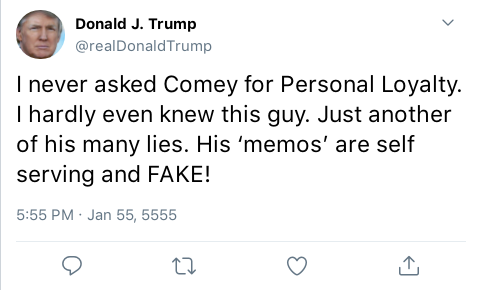 Donald J. Trump
@realDonaldTrump
I never asked Comey for Personal Loyalty.
I hardly even knew this guy. Just another
of his many lies. His ‘memos’ are self
serving and FAKE!
5:55 PM · Jan 55, 5555